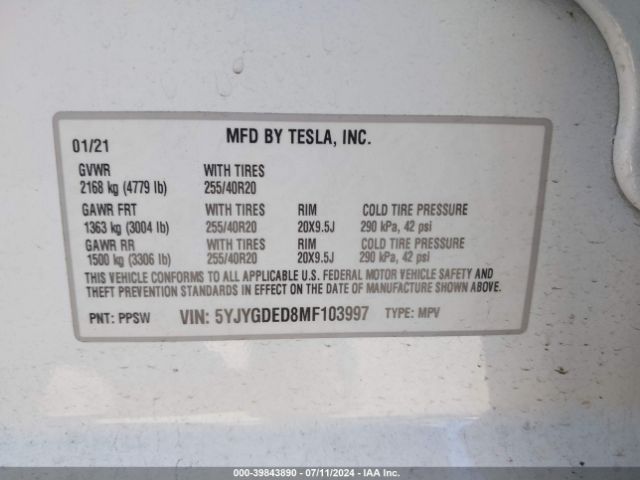 01/21 MFD BY TESLA, INC.
GVWR WITH TIRES
2168 kg (4779 lb) 255/40R20
GAWR FRT WITH TIRES RIM COLD TIRE PRESSURE
1363 kg (3004 lb) 255/40R20 20X9.5J 290 kPa, 42 psi
GAWR RR WITH TIRES RIM COLD TIRE PRESSURE
1500 kg (3306 lb) 255/40R20 20X9.5J 290 kPa, 42 psi
THIS VEHICLE CONFORMS TO ALL APPLICABLE U.S. FEDERAL MOTOR VEHICLE SAFETY AND
THEFT PREVENTION STANDARDS IN EFFECT ON THE DATE OF MANUFACTURE SHOWN ABOVE.
PNT: PPSW VIN: 5YJYGDED8MF103997 TYPE: MPV
000-39843890 - 07/11/2024 - IAA Inc.